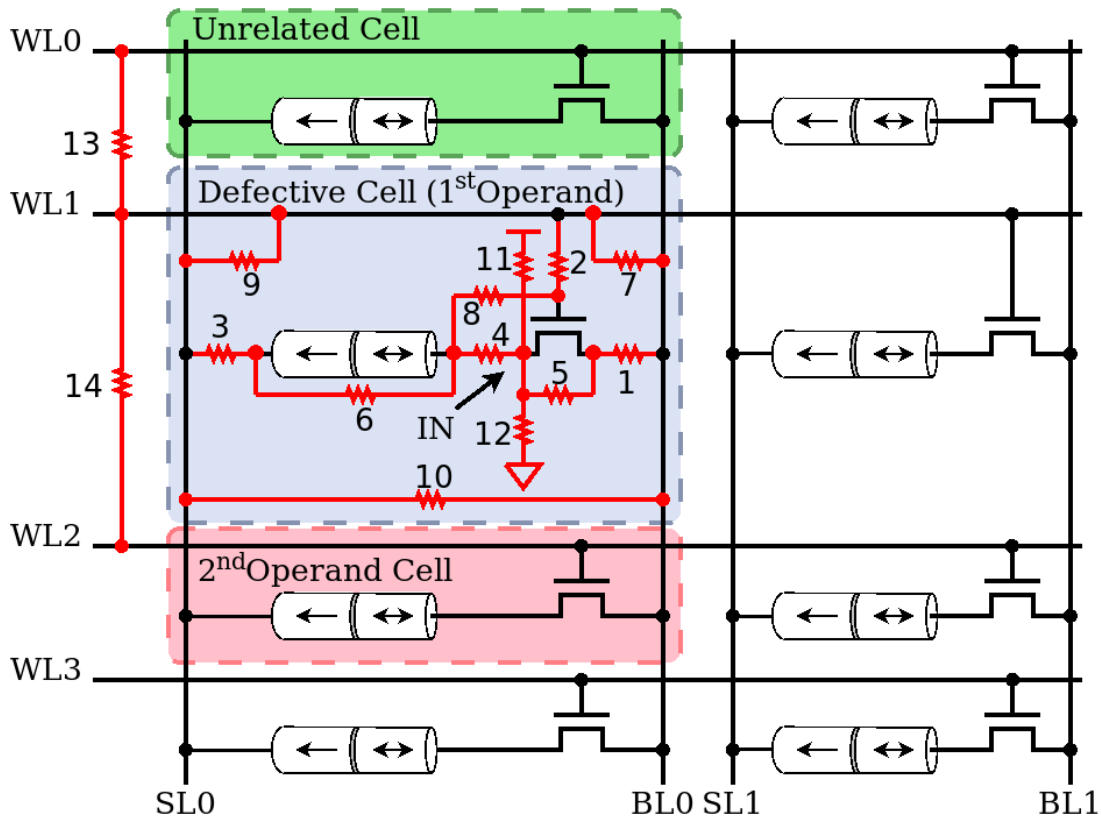 Unrelated Cell
WL0
13
WL1
Defective Cell (1stOperand)
9
11
2
7
8
3
4
5
1
6
14
IN
12
10
WL2
2ndOperand Cell
WL3
SL0
BL0
SL1
BL1